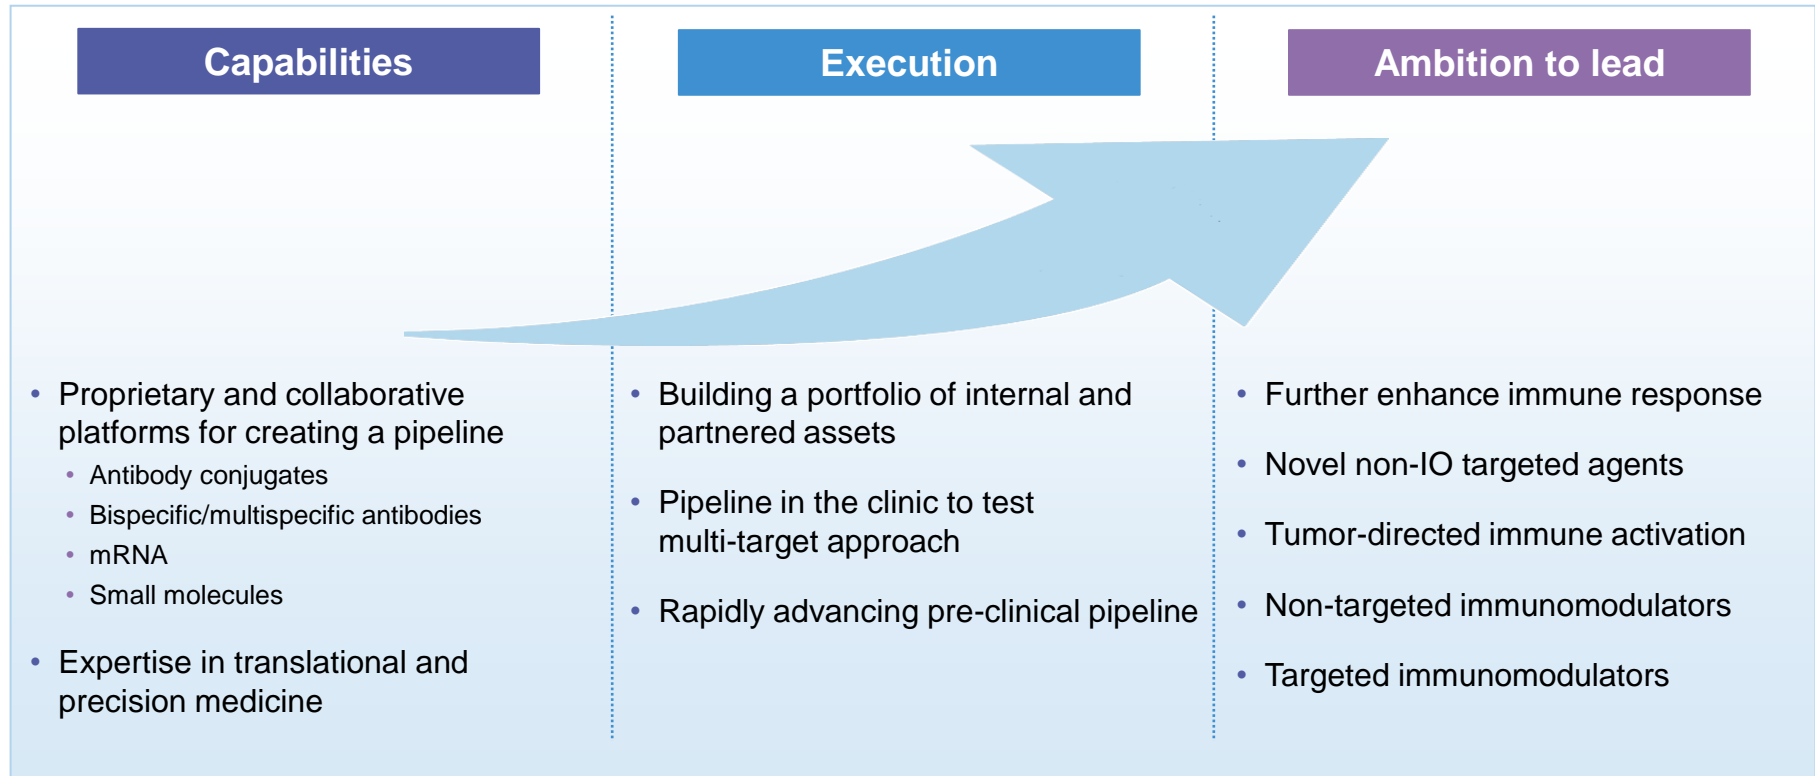 Capabilities
• Proprietary and collaborative
platforms for creating a pipeline
• Antibody conjugates
• Bispecific/multispecific antibodies
• mRNA
• Small molecules
• Expertise in translational and
precision medicine
Execution
• Building a portfolio of internal and
partnered assets
• Pipeline in the clinic to test
multi-target approach
• Rapidly advancing pre-clinical pipeline
Ambition to lead
• Further enhance immune response
• Novel non-IO targeted agents
• Tumor-directed immune activation
• Non-targeted immunomodulators
• Targeted immunomodulators